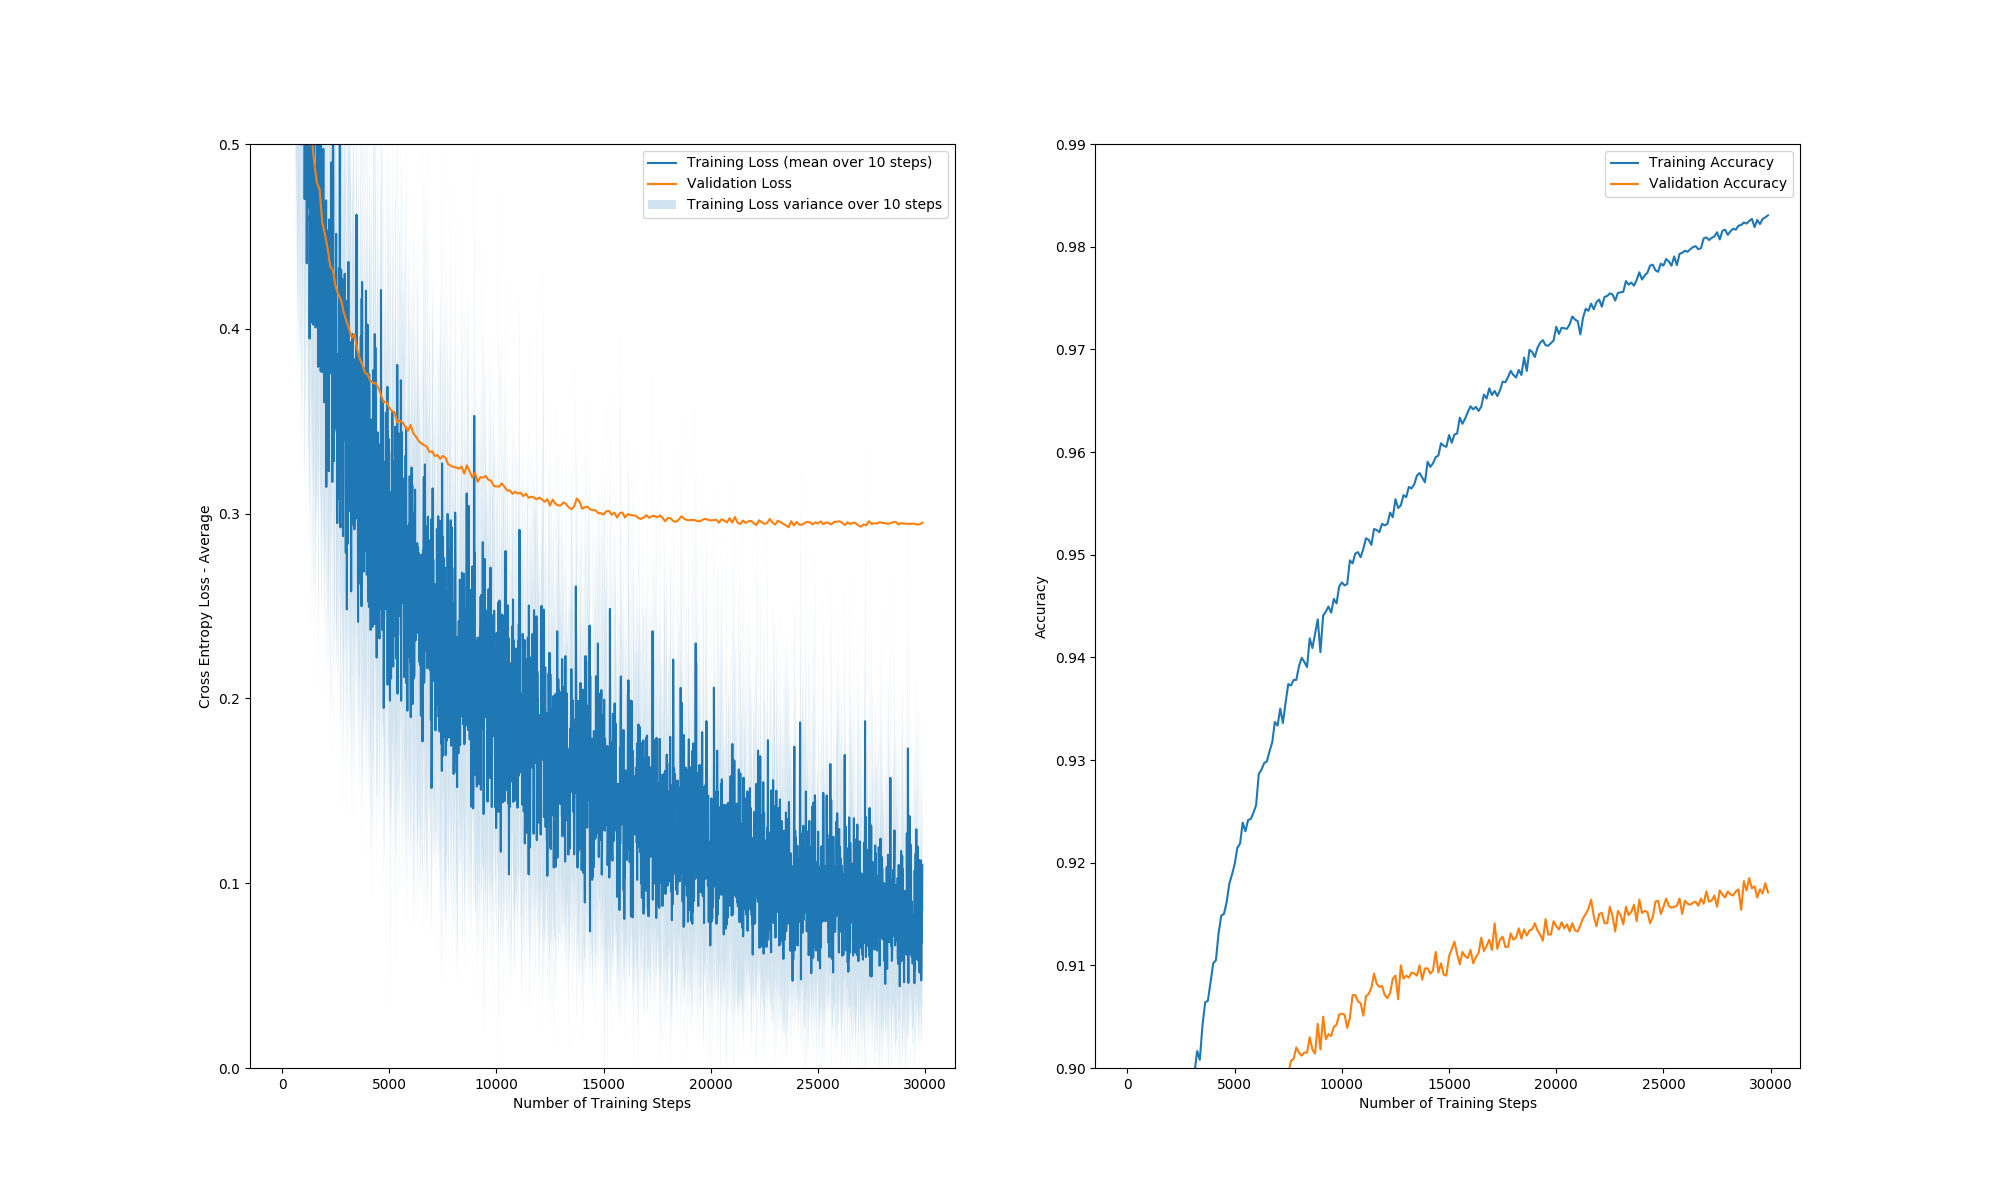 Training Loss (mean over 10 steps)
Validation Loss
Training Loss variance over 10 steps
0.5
0.4
0.3
0.2
0.1
0.0
Cross Entropy Loss - Average
0 5000 10000 15000 20000 25000 30000
Number of Training Steps
Training Accuracy
Validation Accuracy
0.99
0.98
0.97
0.96
0.95
0.94
0.93
0.92
0.91
0.90
Accuracy
0 5000 10000 15000 20000 25000 30000
Number of Training Steps